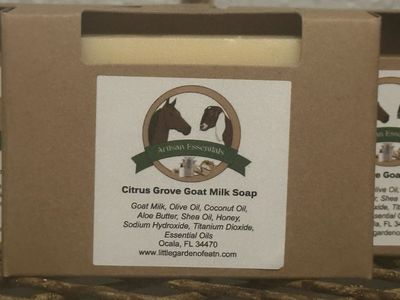 Artisan Essentials
Citrus Grove Goat Milk Soap
Goat Milk, Olive Oil, Coconut Oil,
Aloe Butter, Shea Oil, Honey,
Sodium Hydroxide, Titanium Dioxide,
Essential Oils
Ocala, FL 34470
www.littlegardenofeatn.com